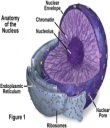 Anatomy of
the Nucleus
Nuclear
Envelope
Chromatin
Nucleolus
Endoplasmic
Reticulum
Nuclear
Pore
Figure 1
Ribosomes